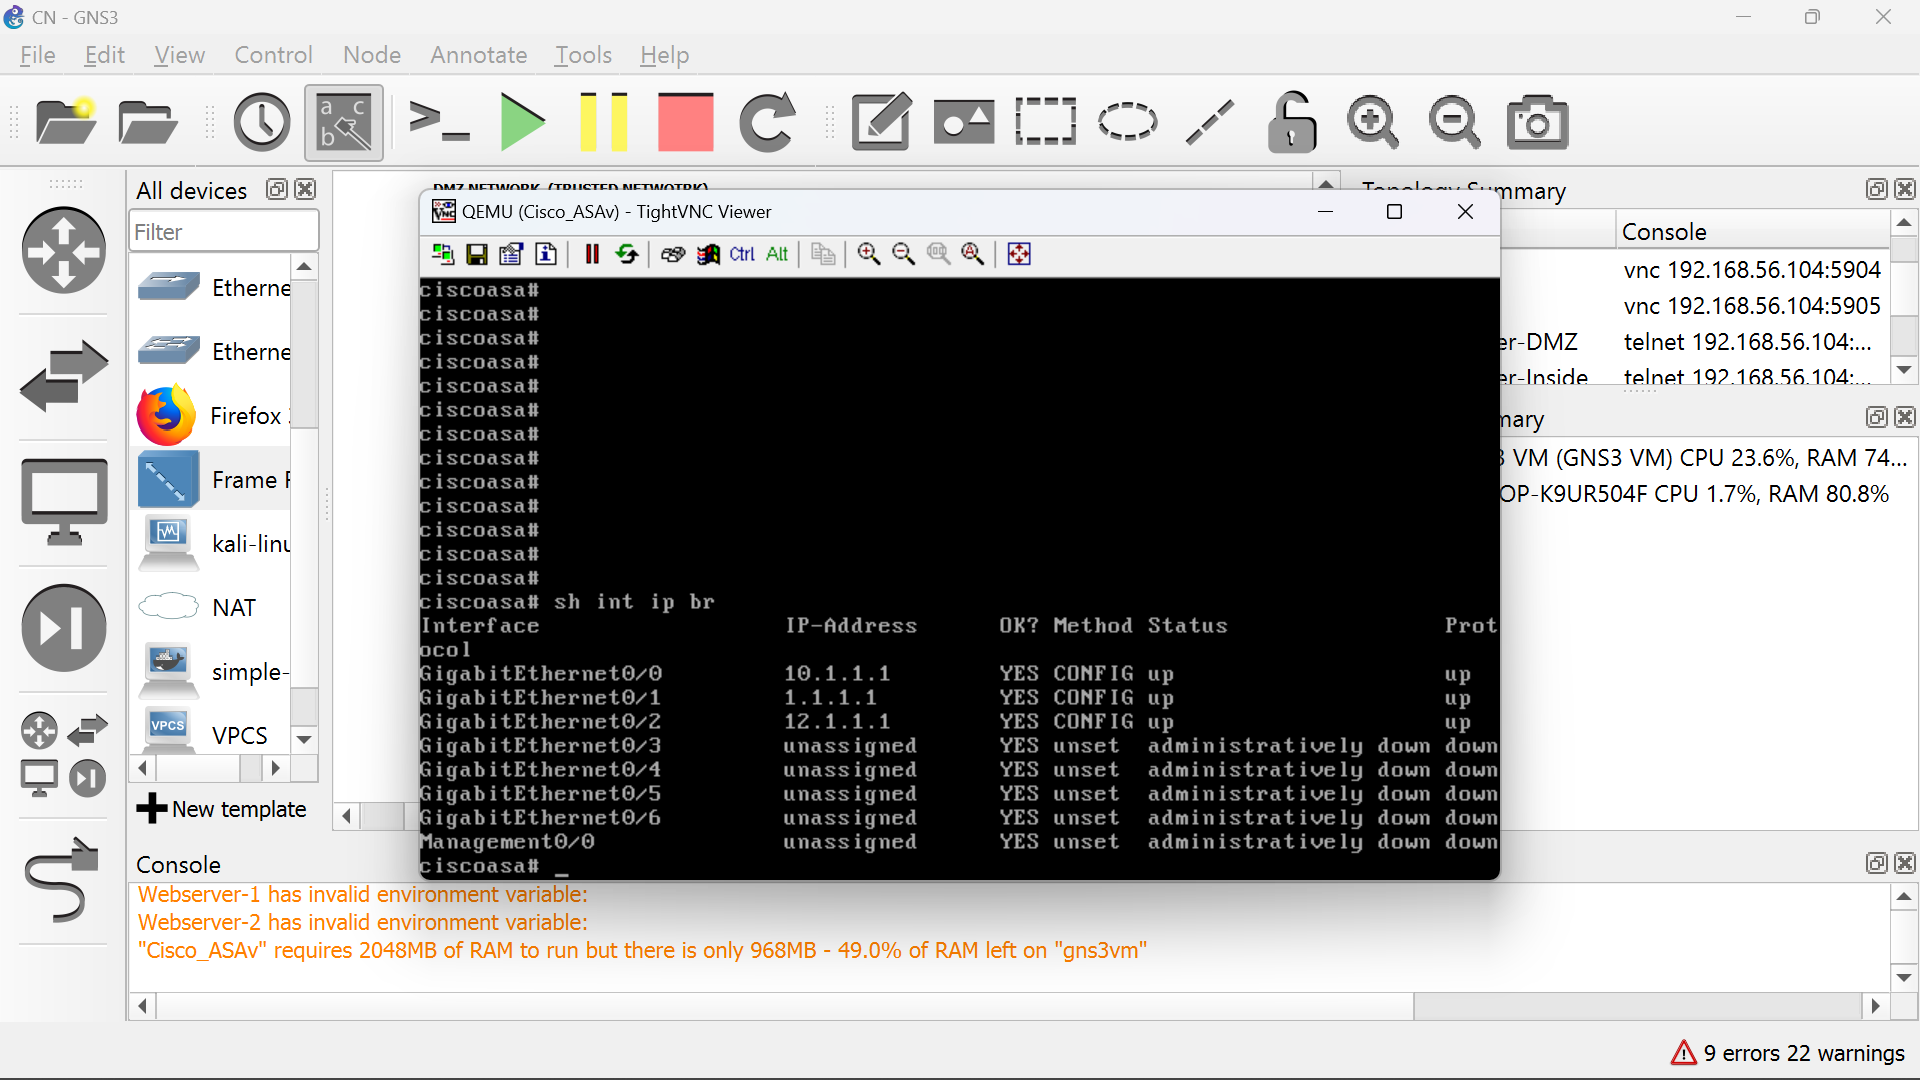 CN - GNS3
File Edit View Control Node Annotate Tools Help
All devices
Filter
Etherne
Etherne
Firefox
Frame
kali-linu
NAT
simple-
VPCS
New template
DMZ NETWORK (TRUSTED NETWOTRK)
QEMU (Cisco_ASAv) - TightVNC Viewer
Ctrl Alt
ciscoasa#
ciscoasa#
ciscoasa#
ciscoasa#
ciscoasa#
ciscoasa#
ciscoasa#
ciscoasa#
ciscoasa#
ciscoasa#
ciscoasa#
ciscoasa#
ciscoasa#
ciscoasa# sh int ip br
Interface IP-Address OK? Method Status Prot
ocol
GigabitEthernet0/0 10.1.1.1 YES CONFIG up up
GigabitEthernet0/1 1.1.1.1 YES CONFIG up up
GigabitEthernet0/2 12.1.1.1 YES CONFIG up up
GigabitEthernet0/3 unassigned YES unset administratively down down
GigabitEthernet0/4 unassigned YES unset administratively down down
GigabitEthernet0/5 unassigned YES unset administratively down down
GigabitEthernet0/6 unassigned YES unset administratively down down
Management0/0 unassigned YES unset administratively down down
ciscoasa# _
Topology Summary
Console
vnc 192.168.56.104:5904
vnc 192.168.56.104:5905
er-DMZ telnet 192.168.56.104:...
er-Inside telnet 192.168.56.104:...
mary
3 VM (GNS3 VM) CPU 23.6%, RAM 74...
OP-K9UR504F CPU 1.7%, RAM 80.8%
Console
Webserver-1 has invalid environment variable:
Webserver-2 has invalid environment variable:
"Cisco_ASAv" requires 2048MB of RAM to run but there is only 968MB - 49.0% of RAM left on "gns3vm"
9 errors 22 warnings